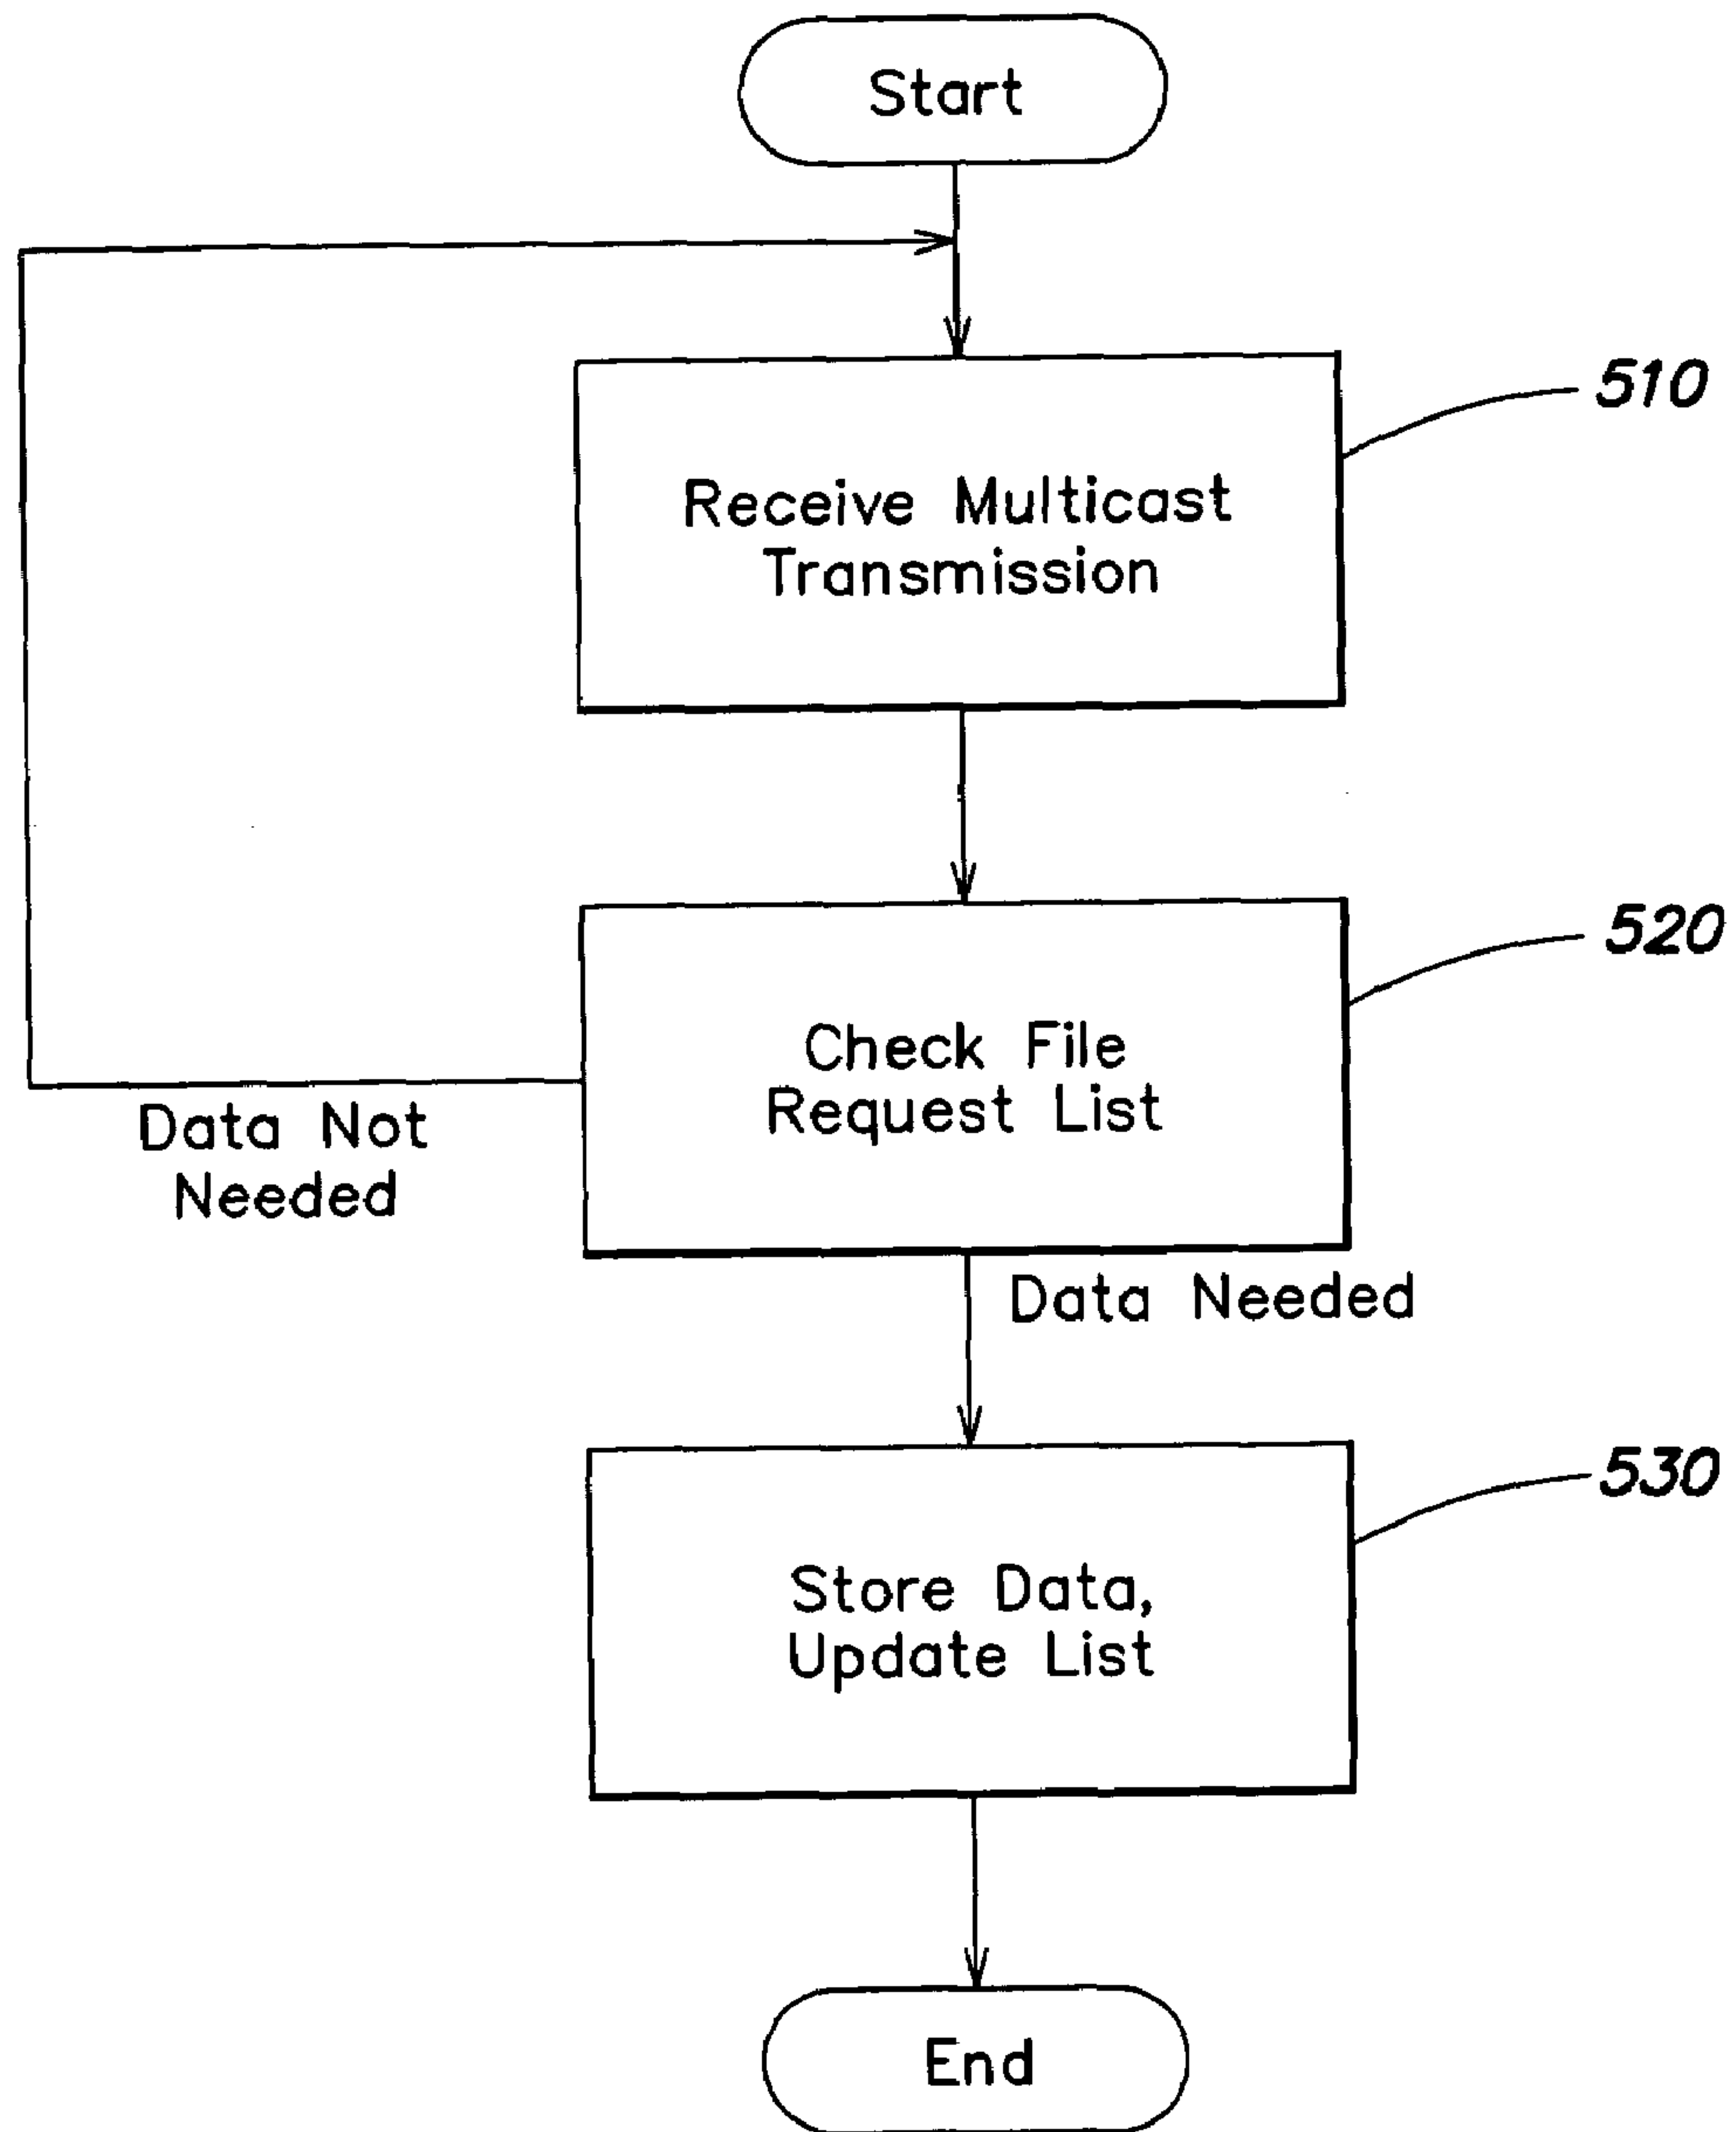 Start
510
Receive Multicast
Transmission
520
Check File
Request List
Data Not
Needed
Data Needed
530
Store Data,
Update List
End